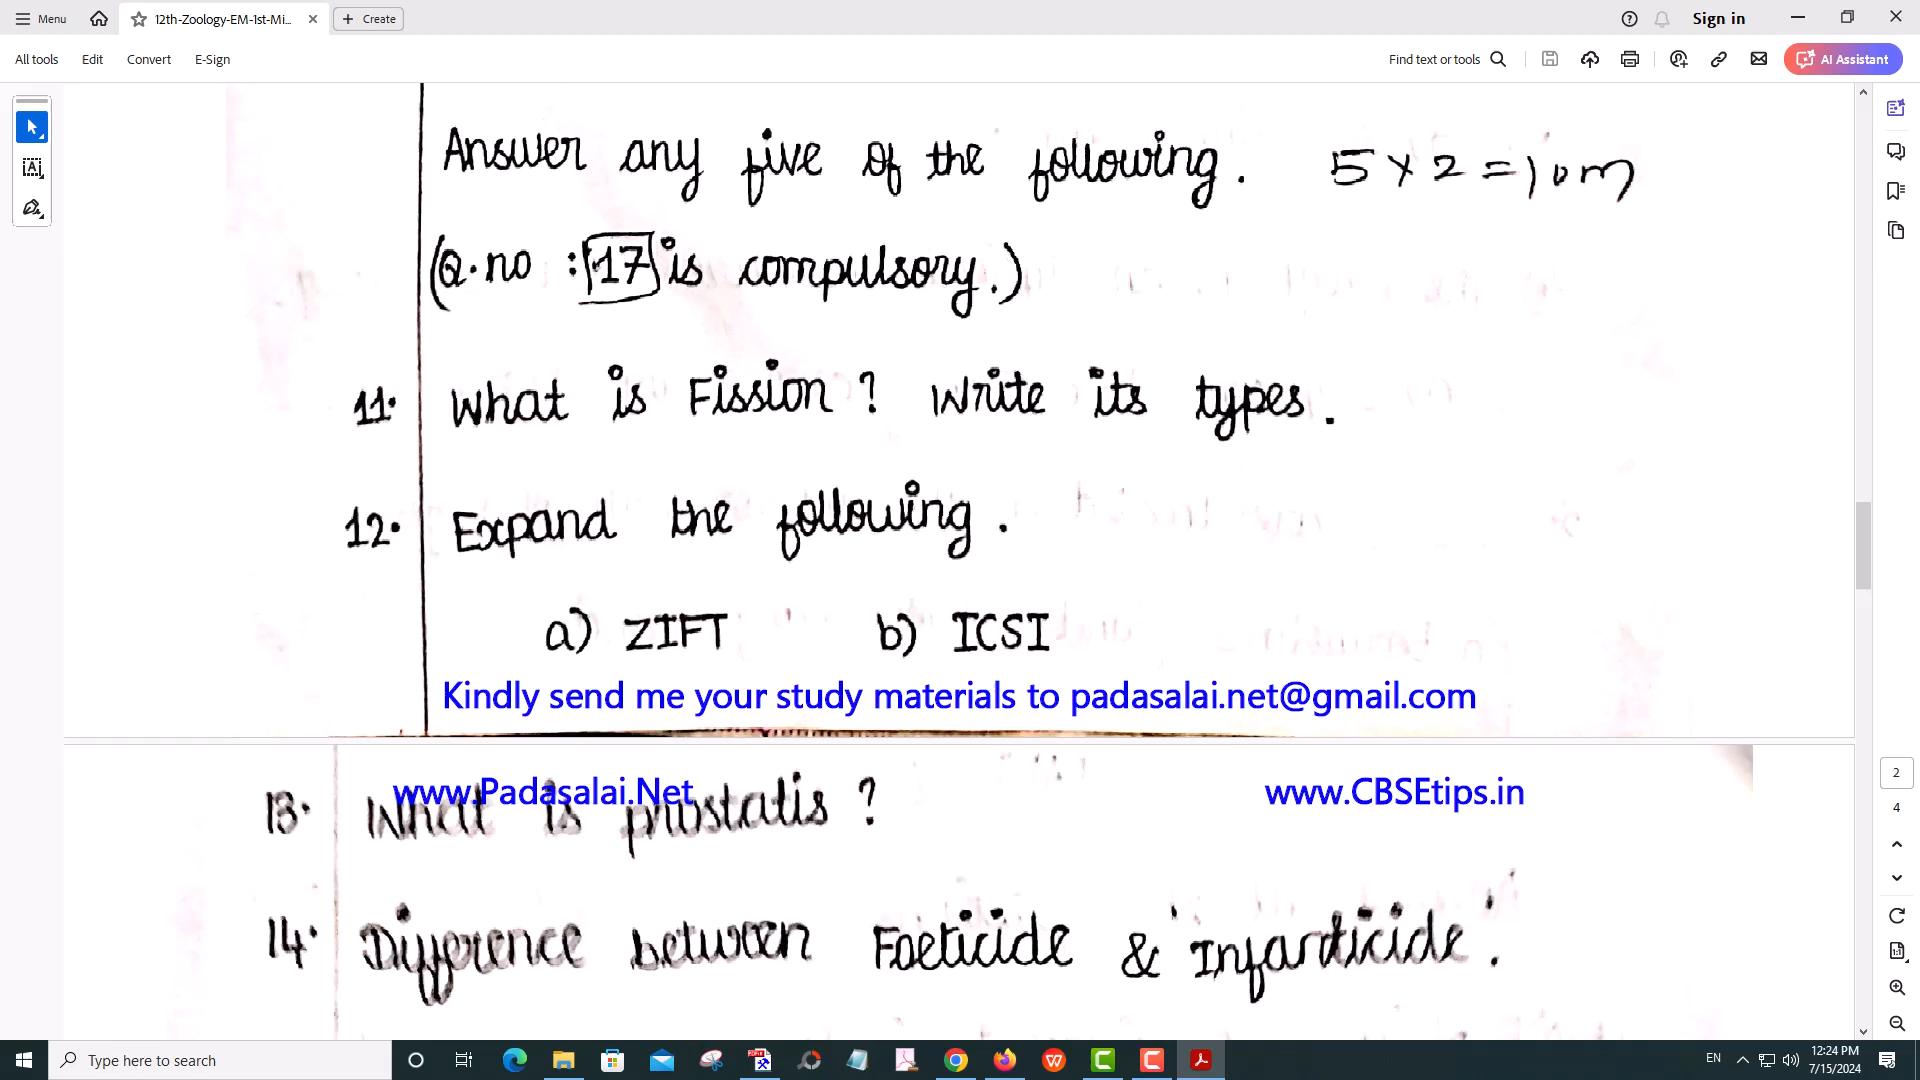 Menu
12th-Zoology-EM-1st-Mi...
Create
Sign in
All tools Edit Convert E-Sign
Find text or tools
AI Assistant
Answer any five of the following. 5 x 2 = 10m
(Q.no : 17 is compulsory.)
11. What is Fission? Write its types.
12. Expand the following.
a) ZIFT b) ICSI
Kindly send me your study materials to padasalai.net@gmail.com
www.Padasalai.Net www.CBSEtips.in
13. What is prostatis?
14. Difference between Foeticide & 'Infanticide'.
2
4
Type here to search
EN
12:24 PM
7/15/2024